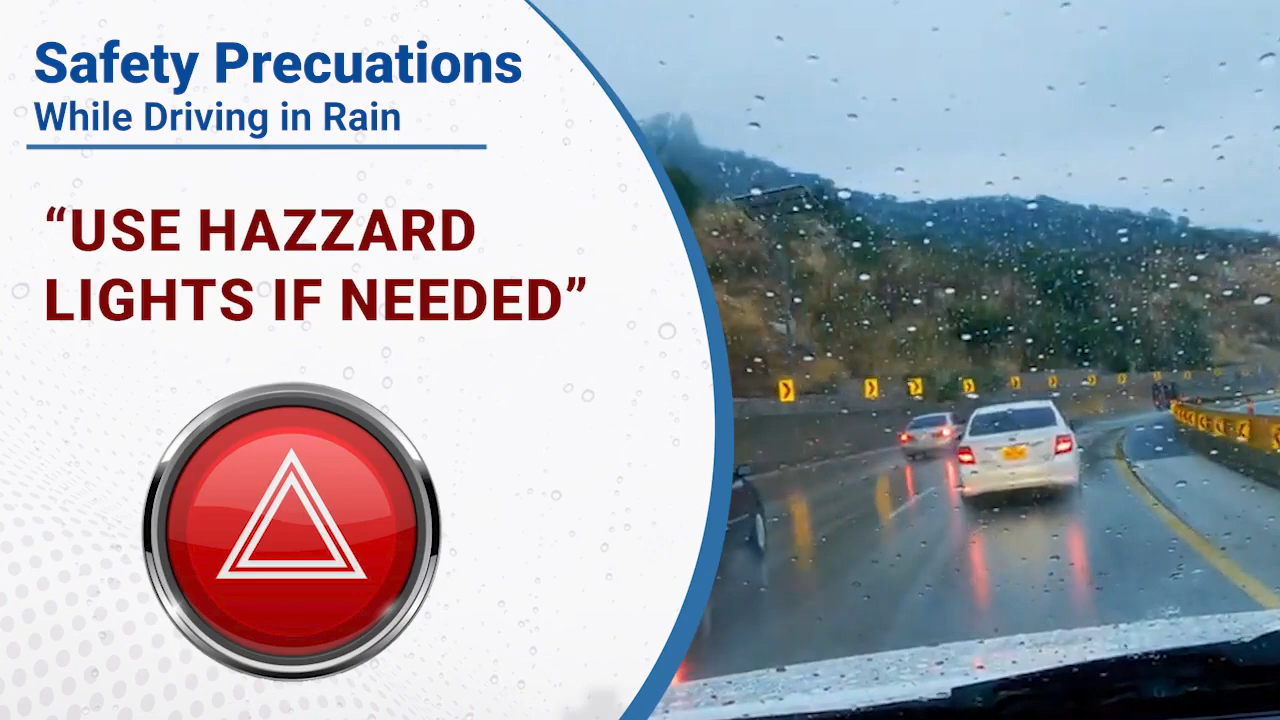 Safety Precuations
While Driving in Rain
“USE HAZZARD
LIGHTS IF NEEDED”